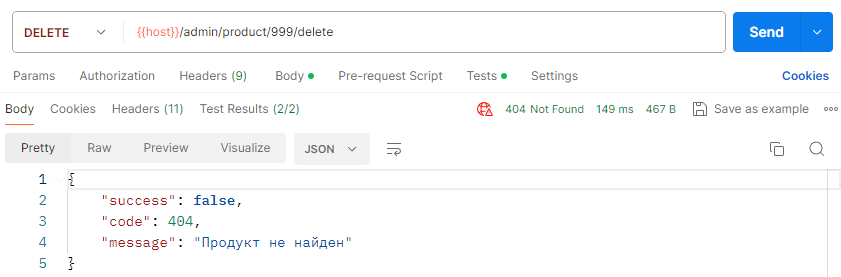 DELETE {{host}}/admin/product/999/delete Send
Params Authorization Headers (9) Body Pre-request Script Tests Settings Cookies
Body Cookies Headers (11) Test Results (2/2) 404 Not Found 149 ms 467 B Save as example
Pretty Raw Preview Visualize JSON
1 {
2 "success": false,
3 "code": 404,
4 "message": "Продукт не найден"
5 }